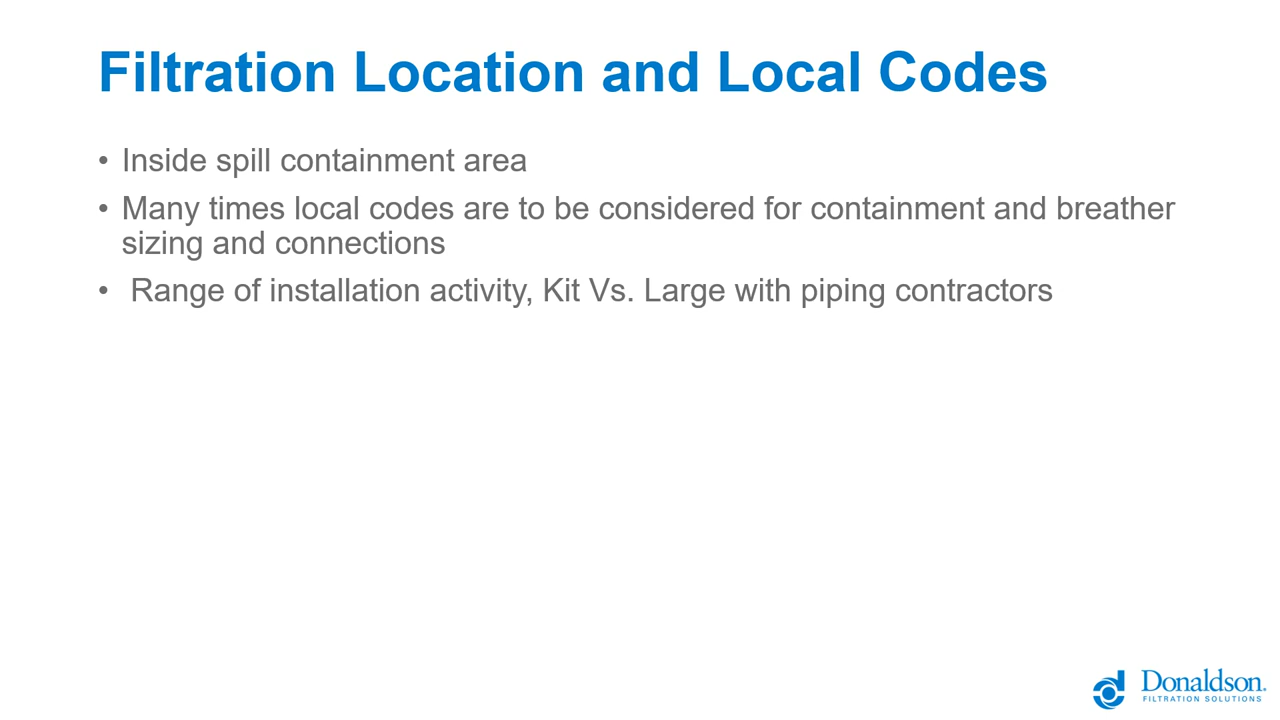 Filtration Location and Local Codes
• Inside spill containment area
• Many times local codes are to be considered for containment and breather
sizing and connections
• Range of installation activity, Kit Vs. Large with piping contractors
Donaldson.
FILTRATION SOLUTIONS